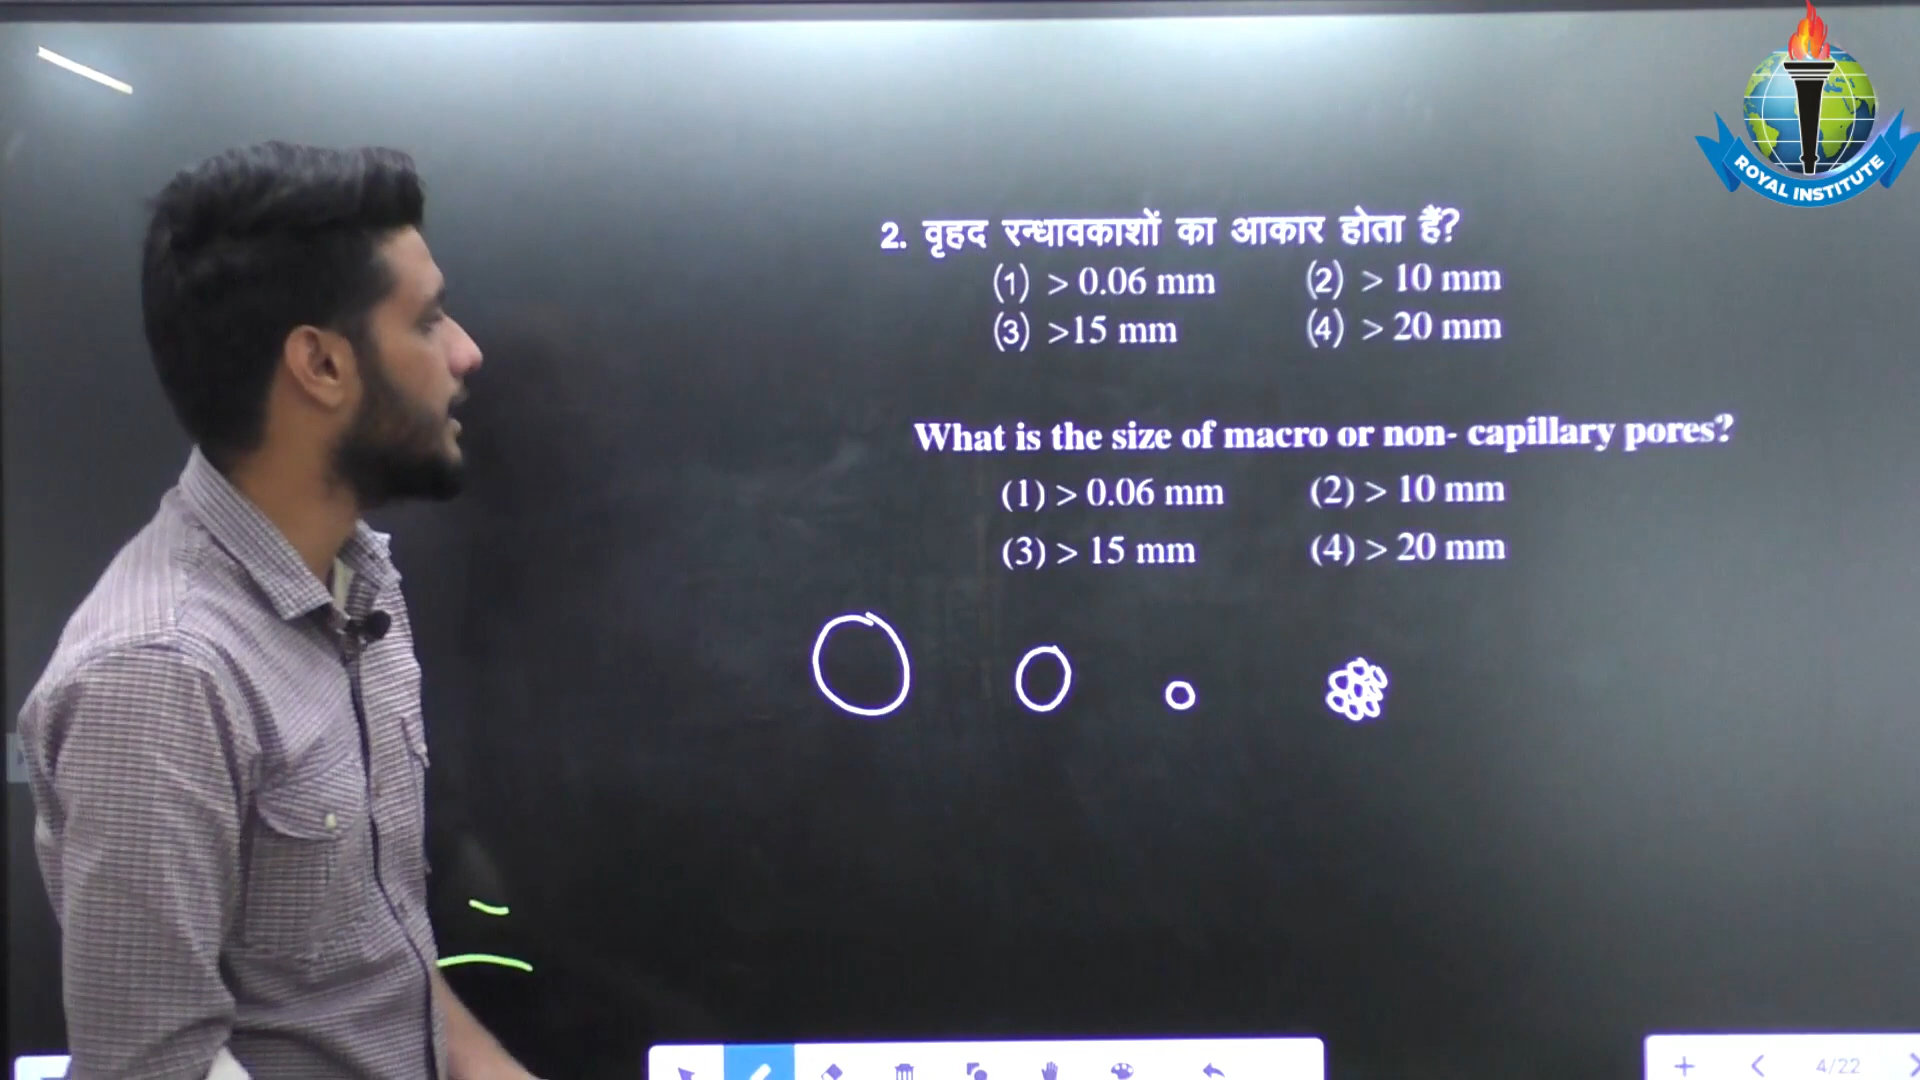 ROYAL INSTITUTE
2. वृहद रन्धावकाशों का आकार होता हैं?
(1) > 0.06 mm (2) > 10 mm
(3) >15 mm (4) > 20 mm
What is the size of macro or non- capillary pores?
(1) > 0.06 mm (2) > 10 mm
(3) > 15 mm (4) > 20 mm
4/22